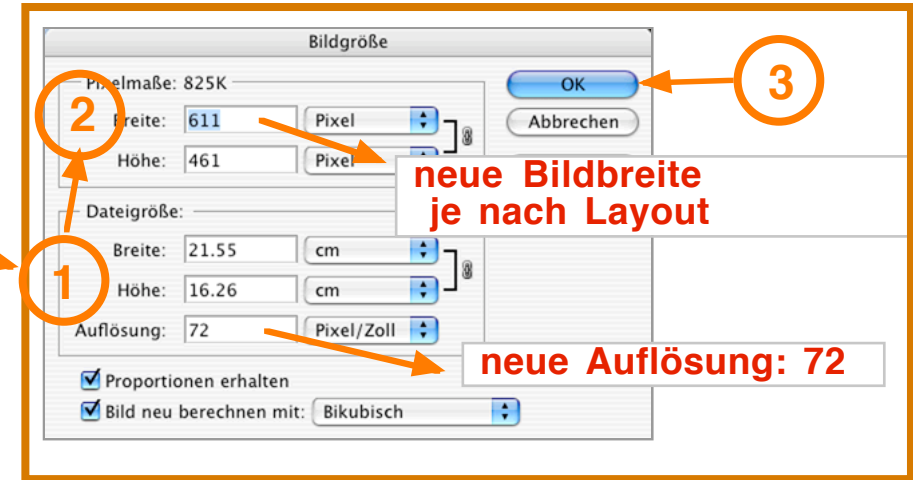 Bildgröße
Pixelmaße: 825K
OK
3
2
Breite: 611 Pixel
Abbrechen
Höhe: 461 Pixel
neue Bildbreite
je nach Layout
Dateigröße:
Breite: 21.55 cm
1
Höhe: 16.26 cm
Auflösung: 72 Pixel/Zoll
neue Auflösung: 72
Proportionen erhalten
Bild neu berechnen mit: Bikubisch